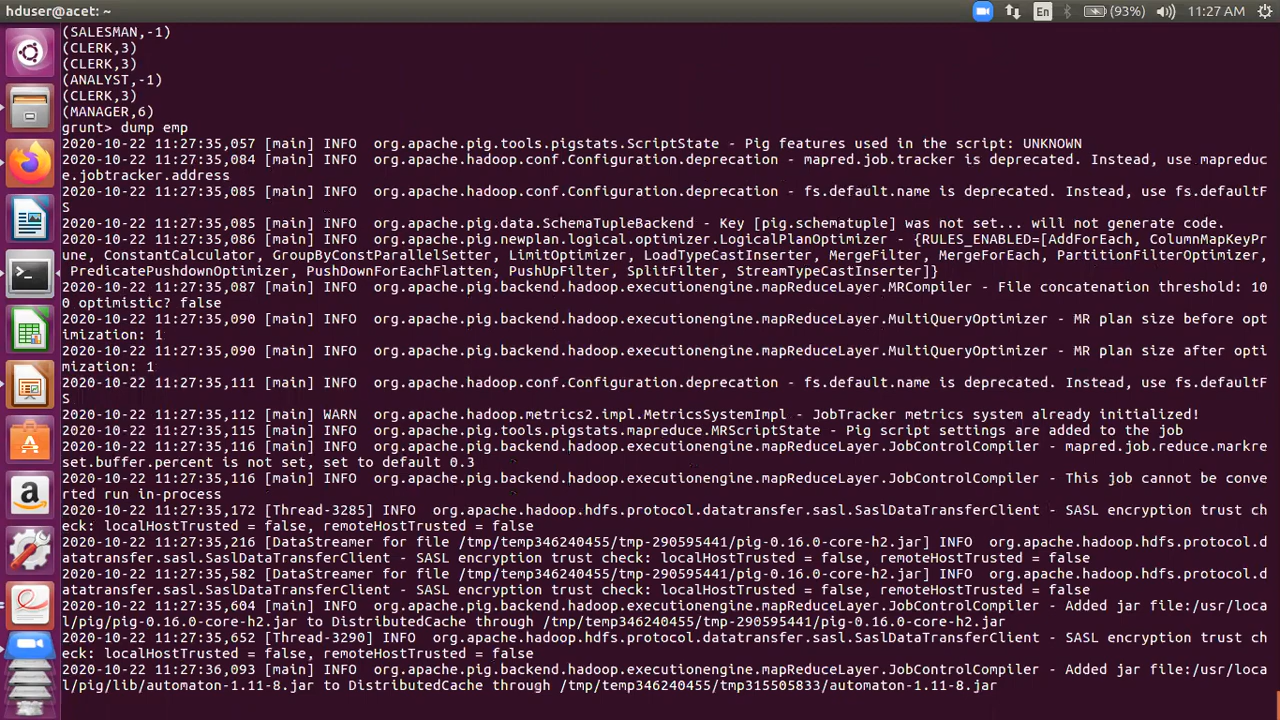 hduser@acet: ~
En
(93%)
11:27 AM
(SALESMAN,-1)
(CLERK,3)
(CLERK,3)
(ANALYST,-1)
(CLERK,3)
(MANAGER,6)
grunt> dump emp
2020-10-22 11:27:35,057 [main] INFO  org.apache.pig.tools.pigstats.ScriptState - Pig features used in the script: UNKNOWN
2020-10-22 11:27:35,084 [main] INFO  org.apache.hadoop.conf.Configuration.deprecation - mapred.job.tracker is deprecated. Instead, use mapreduc
e.jobtracker.address
2020-10-22 11:27:35,085 [main] INFO  org.apache.hadoop.conf.Configuration.deprecation - fs.default.name is deprecated. Instead, use fs.defaultF
S
2020-10-22 11:27:35,085 [main] INFO  org.apache.pig.data.SchemaTupleBackend - Key [pig.schematuple] was not set... will not generate code.
2020-10-22 11:27:35,086 [main] INFO  org.apache.pig.newplan.logical.optimizer.LogicalPlanOptimizer - {RULES_ENABLED=[AddForEach, ColumnMapKeyPr
une, ConstantCalculator, GroupByConstParallelSetter, LimitOptimizer, LoadTypeCastInserter, MergeFilter, MergeForEach, PartitionFilterOptimizer,
 PredicatePushdownOptimizer, PushDownForEachFlatten, PushUpFilter, SplitFilter, StreamTypeCastInserter]}
2020-10-22 11:27:35,087 [main] INFO  org.apache.pig.backend.hadoop.executionengine.mapReduceLayer.MRCompiler - File concatenation threshold: 10
0 optimistic? false
2020-10-22 11:27:35,090 [main] INFO  org.apache.pig.backend.hadoop.executionengine.mapReduceLayer.MultiQueryOptimizer - MR plan size before opt
imization: 1
2020-10-22 11:27:35,090 [main] INFO  org.apache.pig.backend.hadoop.executionengine.mapReduceLayer.MultiQueryOptimizer - MR plan size after opti
mization: 1
2020-10-22 11:27:35,111 [main] INFO  org.apache.hadoop.conf.Configuration.deprecation - fs.default.name is deprecated. Instead, use fs.defaultF
S
2020-10-22 11:27:35,112 [main] WARN  org.apache.hadoop.metrics2.impl.MetricsSystemImpl - JobTracker metrics system already initialized!
2020-10-22 11:27:35,115 [main] INFO  org.apache.pig.tools.pigstats.mapreduce.MRScriptState - Pig script settings are added to the job
2020-10-22 11:27:35,116 [main] INFO  org.apache.pig.backend.hadoop.executionengine.mapReduceLayer.JobControlCompiler - mapred.job.reduce.markre
set.buffer.percent is not set, set to default 0.3
2020-10-22 11:27:35,116 [main] INFO  org.apache.pig.backend.hadoop.executionengine.mapReduceLayer.JobControlCompiler - This job cannot be conve
rted run in-process
2020-10-22 11:27:35,172 [Thread-3285] INFO  org.apache.hadoop.hdfs.protocol.datatransfer.sasl.SaslDataTransferClient - SASL encryption trust ch
eck: localHostTrusted = false, remoteHostTrusted = false
2020-10-22 11:27:35,216 [DataStreamer for file /tmp/temp346240455/tmp-290595441/pig-0.16.0-core-h2.jar] INFO  org.apache.hadoop.hdfs.protocol.d
atatransfer.sasl.SaslDataTransferClient - SASL encryption trust check: localHostTrusted = false, remoteHostTrusted = false
2020-10-22 11:27:35,582 [DataStreamer for file /tmp/temp346240455/tmp-290595441/pig-0.16.0-core-h2.jar] INFO  org.apache.hadoop.hdfs.protocol.d
atatransfer.sasl.SaslDataTransferClient - SASL encryption trust check: localHostTrusted = false, remoteHostTrusted = false
2020-10-22 11:27:35,604 [main] INFO  org.apache.pig.backend.hadoop.executionengine.mapReduceLayer.JobControlCompiler - Added jar file:/usr/loca
l/pig/pig-0.16.0-core-h2.jar to DistributedCache through /tmp/temp346240455/tmp-290595441/pig-0.16.0-core-h2.jar
2020-10-22 11:27:35,652 [Thread-3290] INFO  org.apache.hadoop.hdfs.protocol.datatransfer.sasl.SaslDataTransferClient - SASL encryption trust ch
eck: localHostTrusted = false, remoteHostTrusted = false
2020-10-22 11:27:36,093 [main] INFO  org.apache.pig.backend.hadoop.executionengine.mapReduceLayer.JobControlCompiler - Added jar file:/usr/loca
l/pig/lib/automaton-1.11-8.jar to DistributedCache through /tmp/temp346240455/tmp315505833/automaton-1.11-8.jar